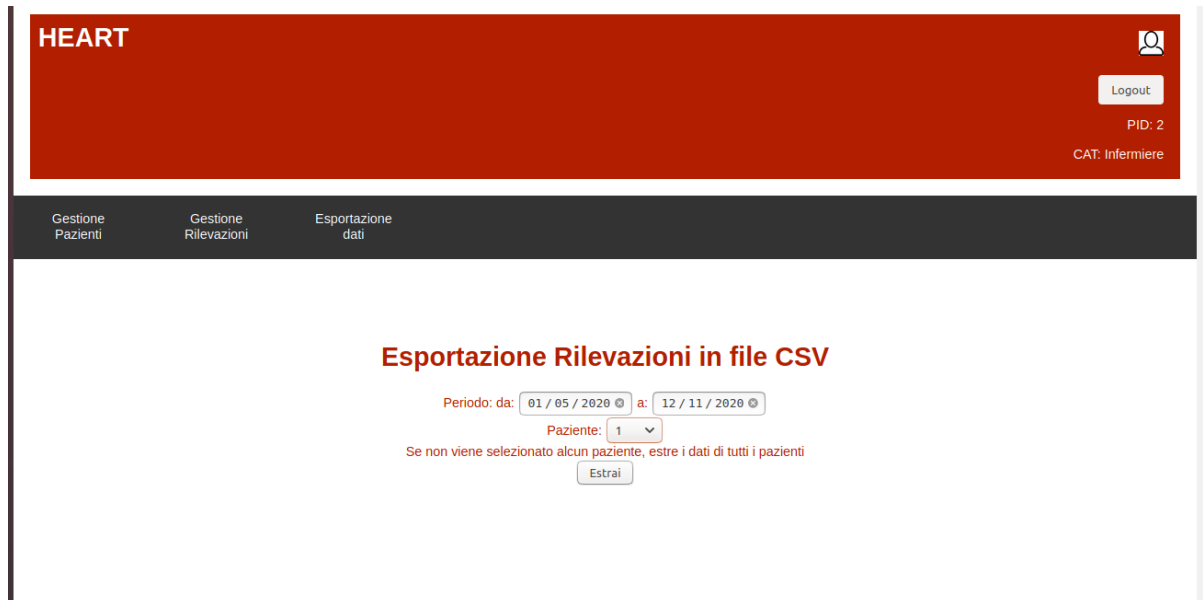 HEART
Logout
PID: 2
CAT: Infermiere
Gestione
Pazienti
Gestione
Rilevazioni
Esportazione
dati
Esportazione Rilevazioni in file CSV
Periodo: da: 01/05/2020 a: 12/11/2020
Paziente: 1
Se non viene selezionato alcun paziente, estre i dati di tutti i pazienti
Estrai